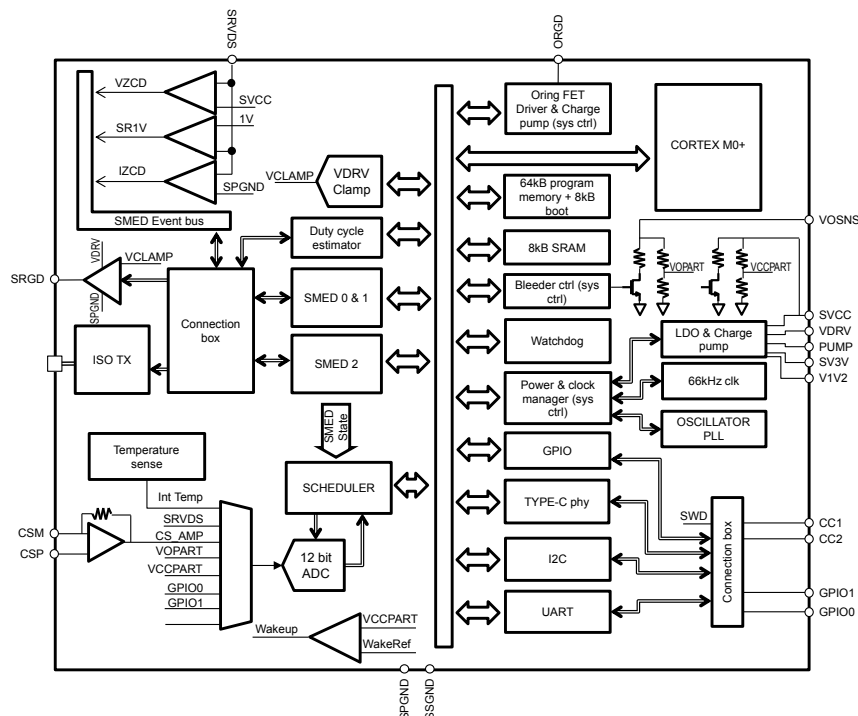 SRVDS
ORGD
VZCD
SVCC
SR1V
1V
IZCD
SPGND
SMED Event bus
VCLAMP
VDRV
Clamp
Oring FET
Driver & Charge
pump (sys ctrl)
CORTEX M0+
64kB program
memory + 8kB
boot
VOSNS
Duty cycle
estimator
8kB SRAM
VDRV
VCLAMP
SRGD
SPGND
Connection
box
SMED 0 & 1
Bleeder ctrl (sys
ctrl)
VOPART
VCCPART
SVCC
VDRV
PUMP
SV3V
V1V2
ISO TX
SMED 2
Watchdog
LDO & Charge
pump
Power & clock
manager (sys
ctrl)
66kHz clk
OSCILLATOR
PLL
SMED
State
Temperature
sense
SCHEDULER
GPIO
Int Temp
SRVDS
CS_AMP
VOPART
VCCPART
GPIO0
GPIO1
CSM
CSP
12 bit
ADC
TYPE-C phy
SWD
Connection box
CC1
CC2
I2C
GPIO1
GPIO0
UART
Wakeup
VCCPART
WakeRef
SPGND
SSGND